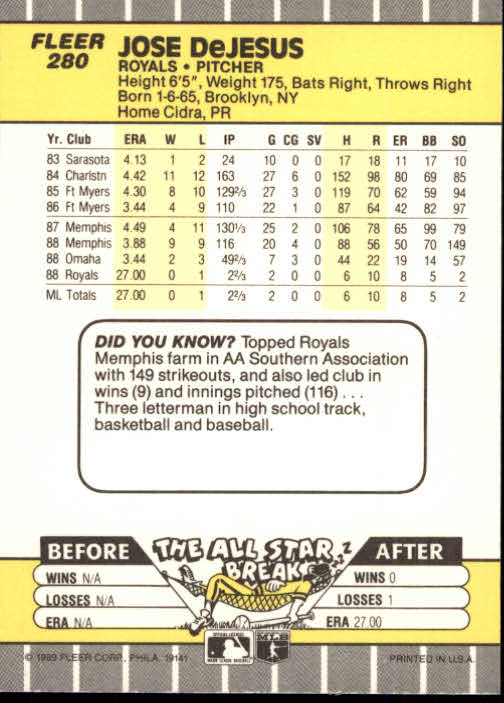 FLEER
280
JOSE DeJESUS
ROYALS • PITCHER
Height 6'5", Weight 175, Bats Right, Throws Right
Born 1-6-65, Brooklyn, NY
Home Cidra, PR
Yr. Club ERA W L IP G CG SV H R ER BB SO
83 Sarasota 4.13 1 2 24 10 0 0 17 18 11 17 10
84 Charlstn 4.42 11 12 163 27 6 0 152 98 80 69 85
85 Ft Myers 4.30 8 10 129⅔ 27 3 0 119 70 62 59 94
86 Ft Myers 3.44 4 9 110 22 1 0 87 64 42 82 97
87 Memphis 4.49 4 11 130⅓ 25 2 0 106 78 65 99 79
88 Memphis 3.88 9 9 116 20 4 0 88 56 50 70 149
88 Omaha 3.44 2 3 49⅔ 7 3 0 44 22 19 14 57
88 Royals 27.00 0 1 2⅔ 2 0 0 6 10 8 5 2
ML Totals 27.00 0 1 2⅔ 2 0 0 6 10 8 5 2
DID YOU KNOW? Topped Royals
Memphis farm in AA Southern Association
with 149 strikeouts, and also led club in
wins (9) and innings pitched (116) . . .
Three letterman in high school track,
basketball and baseball.
BEFORE THE ALL STAR BREAK AFTER
WINS N/A WINS 0
LOSSES N/A LOSSES 1
ERA N/A ERA 27.00
MLB
© 1989 FLEER CORP., PHILA. 19141 PRINTED IN U.S.A.